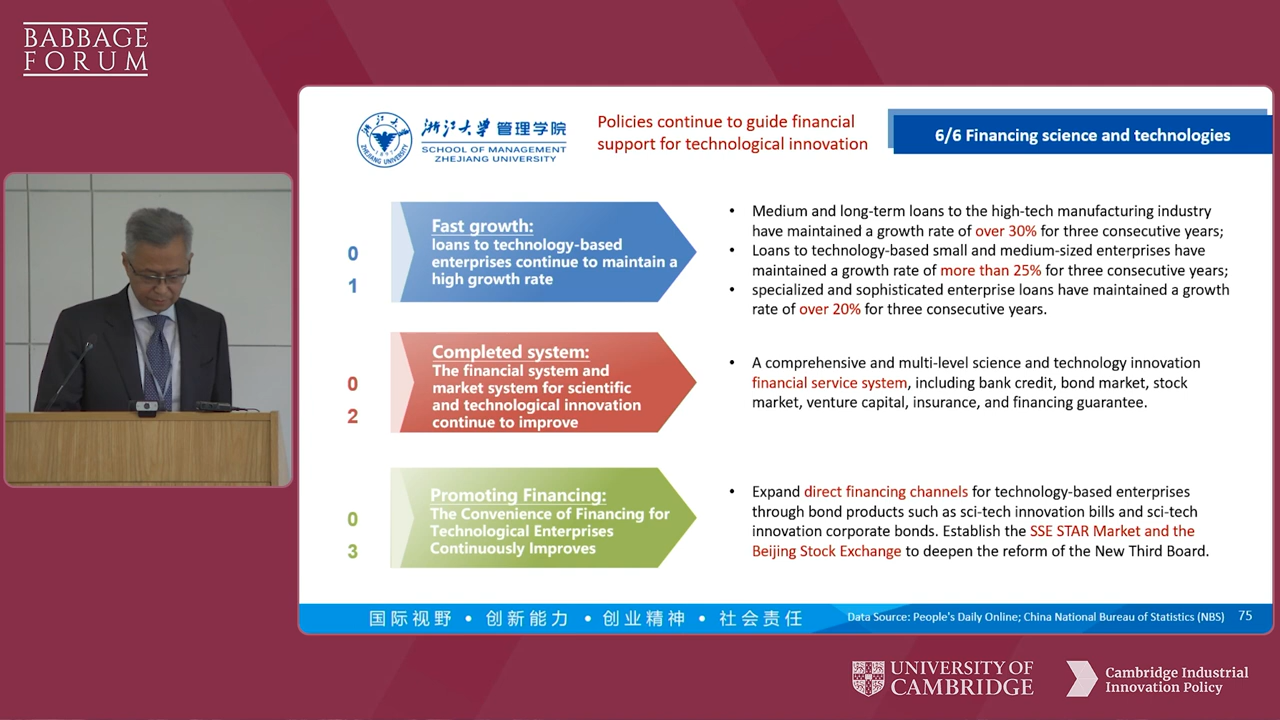 BABBAGE
FORUM
浙江大学 管理学院
SCHOOL OF MANAGEMENT
ZHEJIANG UNIVERSITY
Policies continue to guide financial
support for technological innovation
6/6 Financing science and technologies
0
1
Fast growth:
loans to technology-based
enterprises continue to maintain a
high growth rate
• Medium and long-term loans to the high-tech manufacturing industry
have maintained a growth rate of over 30% for three consecutive years;
• Loans to technology-based small and medium-sized enterprises have
maintained a growth rate of more than 25% for three consecutive years;
• specialized and sophisticated enterprise loans have maintained a growth
rate of over 20% for three consecutive years.
0
2
Completed system:
The financial system and
market system for scientific
and technological innovation
continue to improve
• A comprehensive and multi-level science and technology innovation
financial service system, including bank credit, bond market, stock
market, venture capital, insurance, and financing guarantee.
0
3
Promoting Financing:
The Convenience of Financing for
Technological Enterprises
Continuously Improves
• Expand direct financing channels for technology-based enterprises
through bond products such as sci-tech innovation bills and sci-tech
innovation corporate bonds. Establish the SSE STAR Market and the
Beijing Stock Exchange to deepen the reform of the New Third Board.
国际视野 • 创新能力 • 创业精神 • 社会责任
Data Source: People's Daily Online; China National Bureau of Statistics (NBS) 75
UNIVERSITY OF
CAMBRIDGE
Cambridge Industrial
Innovation Policy